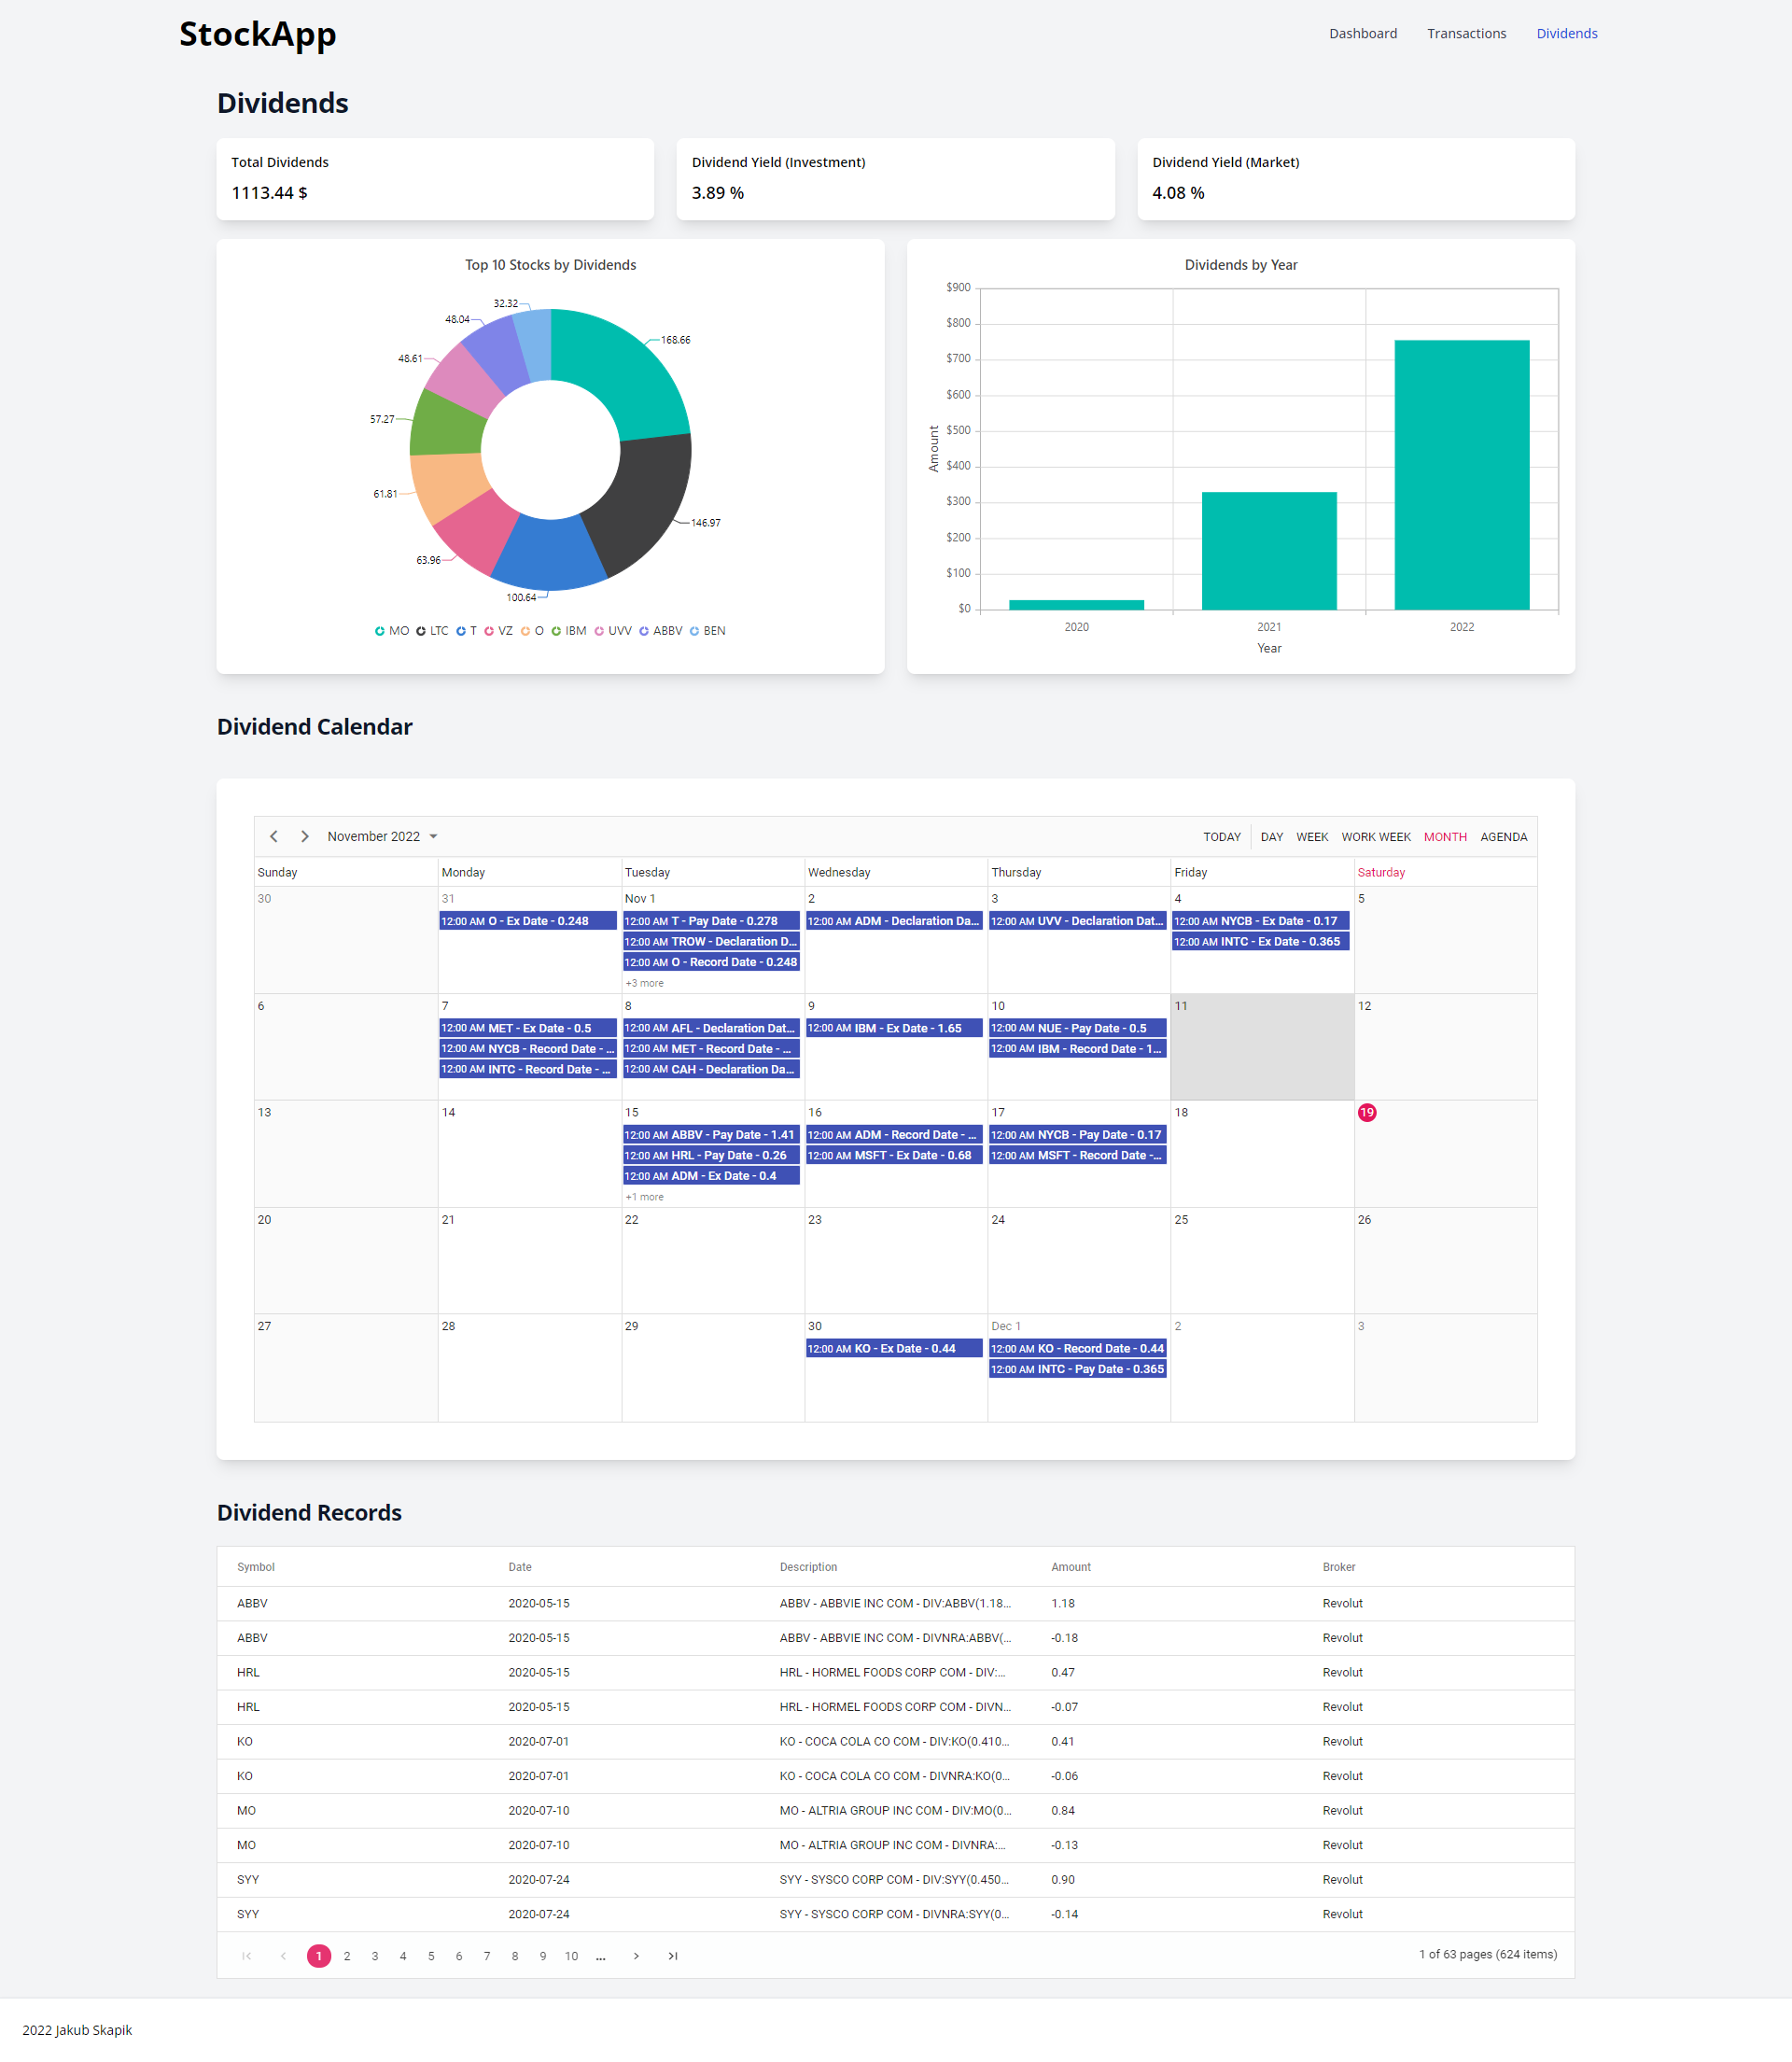 StockApp
Dashboard Transactions Dividends
Dividends
Total Dividends
1113.44 $
Dividend Yield (Investment)
3.89 %
Dividend Yield (Market)
4.08 %
Top 10 Stocks by Dividends
32.32
48.04
48.61
57.27
61.81
63.96
100.64
146.97
168.66
MO LTC T VZ O IBM UVV ABBV BEN
Dividends by Year
$900
$800
$700
$600
$500
$400
$300
$200
$100
$0
Amount
2020 2021 2022
Year
Dividend Calendar
November 2022 TODAY DAY WEEK WORK WEEK MONTH AGENDA
Sunday Monday Tuesday Wednesday Thursday Friday Saturday
30 31 Nov 1 2 3 4 5
12:00 AM O - Ex Date - 0.248 12:00 AM T - Pay Date - 0.278 12:00 AM ADM - Declaration Da... 12:00 AM UVV - Declaration Dat... 12:00 AM NYCB - Ex Date - 0.17
12:00 AM TROW - Declaration D... 12:00 AM INTC - Ex Date - 0.365
12:00 AM O - Record Date - 0.248
+3 more
6 7 8 9 10 11 12
12:00 AM MET - Ex Date - 0.5 12:00 AM AFL - Declaration Dat... 12:00 AM IBM - Ex Date - 1.65 12:00 AM NUE - Pay Date - 0.5
12:00 AM NYCB - Record Date - ... 12:00 AM MET - Record Date - ... 12:00 AM IBM - Record Date - 1...
12:00 AM INTC - Record Date - ... 12:00 AM CAH - Declaration Da...
13 14 15 16 17 18 19
12:00 AM ABBV - Pay Date - 1.41 12:00 AM ADM - Record Date - ... 12:00 AM NYCB - Pay Date - 0.17
12:00 AM HRL - Pay Date - 0.26 12:00 AM MSFT - Ex Date - 0.68 12:00 AM MSFT - Record Date -...
12:00 AM ADM - Ex Date - 0.4
+1 more
20 21 22 23 24 25 26
27 28 29 30 Dec 1 2 3
12:00 AM KO - Ex Date - 0.44 12:00 AM KO - Record Date - 0.44
12:00 AM INTC - Pay Date - 0.365
Dividend Records
Symbol Date Description Amount Broker
ABBV 2020-05-15 ABBV - ABBVIE INC COM - DIV:ABBV(1.18... 1.18 Revolut
ABBV 2020-05-15 ABBV - ABBVIE INC COM - DIVNRA:ABBV(... -0.18 Revolut
HRL 2020-05-15 HRL - HORMEL FOODS CORP COM - DIV:... 0.47 Revolut
HRL 2020-05-15 HRL - HORMEL FOODS CORP COM - DIVN... -0.07 Revolut
KO 2020-07-01 KO - COCA COLA CO COM - DIV:KO(0.410... 0.41 Revolut
KO 2020-07-01 KO - COCA COLA CO COM - DIVNRA:KO(0... -0.06 Revolut
MO 2020-07-10 MO - ALTRIA GROUP INC COM - DIV:MO(0... 0.84 Revolut
MO 2020-07-10 MO - ALTRIA GROUP INC COM - DIVNRA:... -0.13 Revolut
SYY 2020-07-24 SYY - SYSCO CORP COM - DIV:SYY(0.450... 0.90 Revolut
SYY 2020-07-24 SYY - SYSCO CORP COM - DIVNRA:SYY(0... -0.14 Revolut
1 2 3 4 5 6 7 8 9 10 ... 1 of 63 pages (624 items)
2022 Jakub Skapik